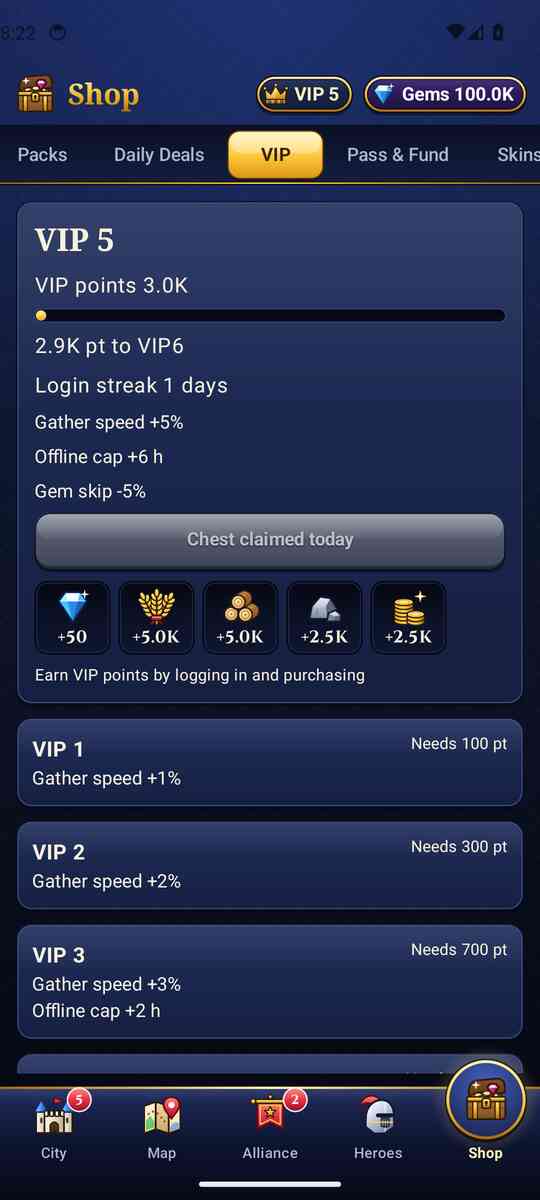 8:22
Shop
VIP 5
Gems 100.0K
Packs
Daily Deals
VIP
Pass & Fund
Skins
VIP 5
VIP points 3.0K
2.9K pt to VIP6
Login streak 1 days
Gather speed +5%
Offline cap +6 h
Gem skip -5%
Chest claimed today
+50
+5.0K
+5.0K
+2.5K
+2.5K
Earn VIP points by logging in and purchasing
VIP 1
Needs 100 pt
Gather speed +1%
VIP 2
Needs 300 pt
Gather speed +2%
VIP 3
Needs 700 pt
Gather speed +3%
Offline cap +2 h
5
2
City
Map
Alliance
Heroes
Shop